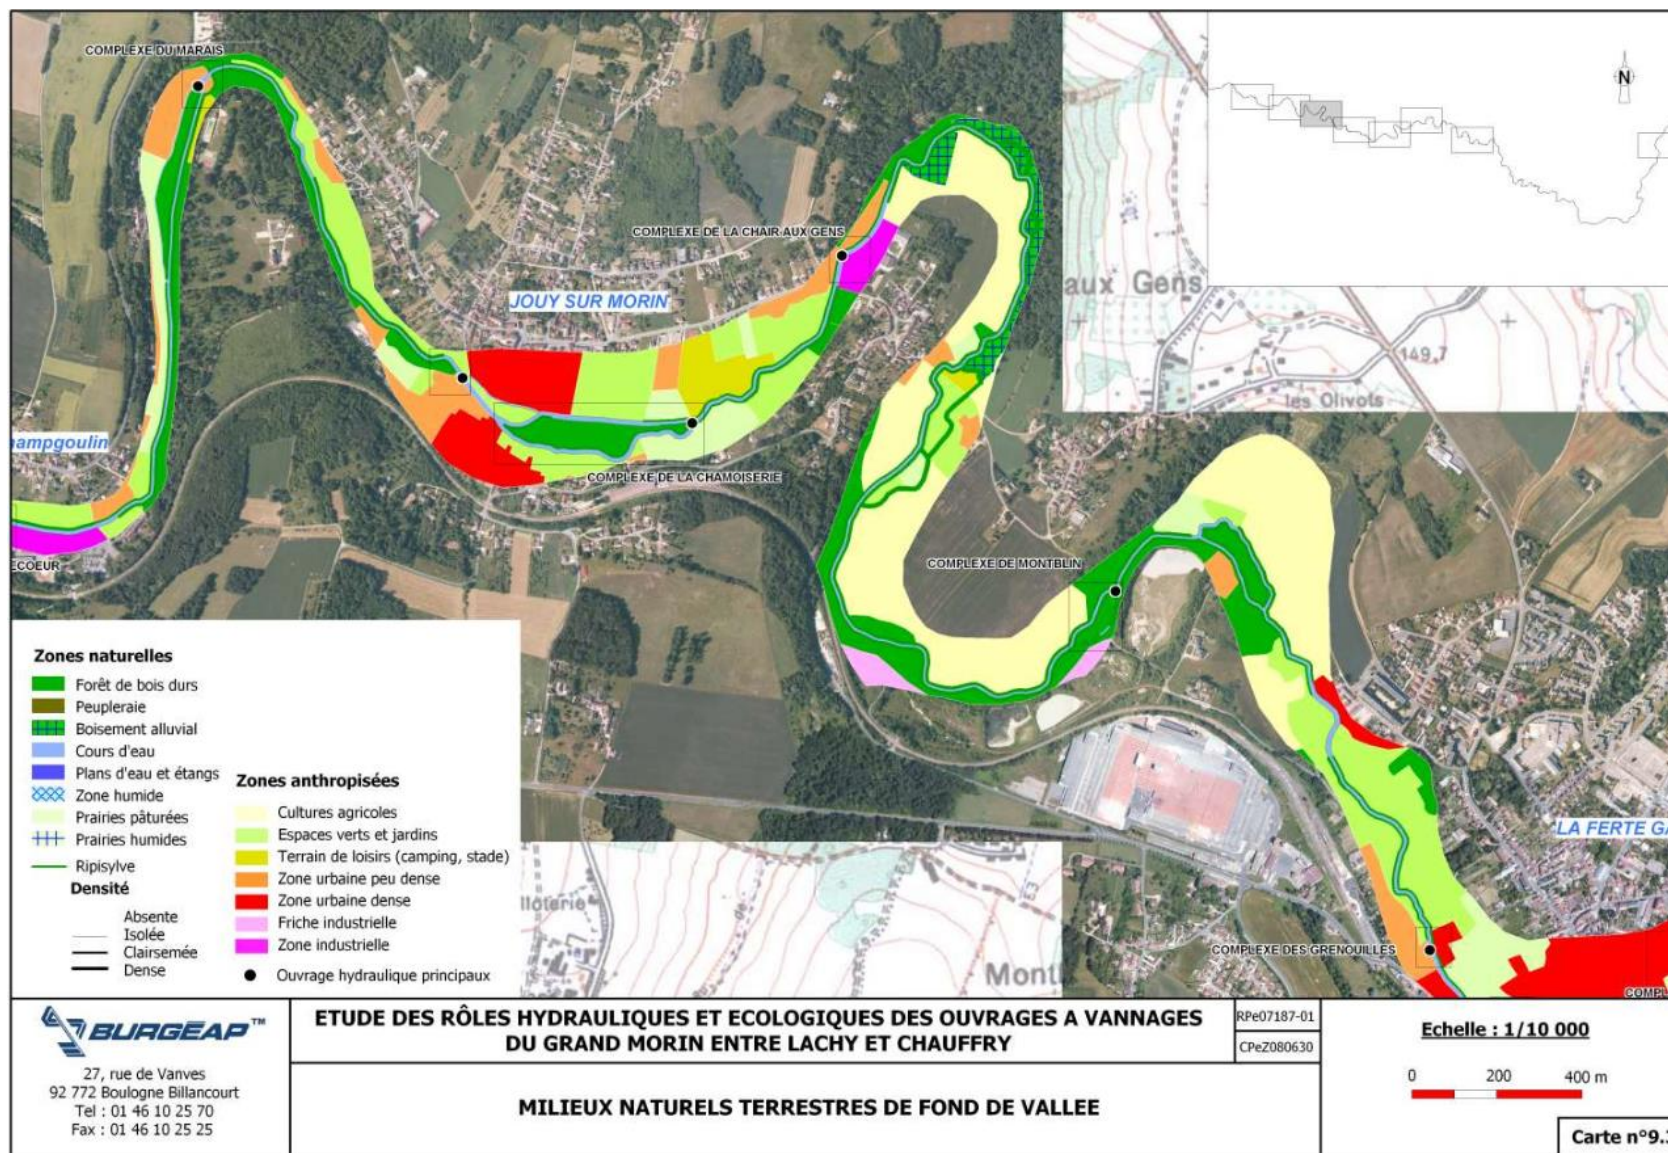 COMPLEXE DU MARAIS
N
COMPLEXE DE LA CHAIR AUX GENS
JOUY SUR MORIN
aux Gens
149,7
les Olivots
ampgoulin
COMPLEXE DE LA CHAMOISERIE
ECOEUR
COMPLEXE DE MONTBLIN
LA FERTE GA
COMPLEXE DES GRENOUILLES
COMPL
lloterie
Mont
Zones naturelles
Forêt de bois durs
Peupleraie
Boisement alluvial
Cours d'eau
Plans d'eau et étangs
Zone humide
Prairies pâturées
Prairies humides
Ripisylve
Densité
Absente
Isolée
Clairsemée
Dense
Zones anthropisées
Cultures agricoles
Espaces verts et jardins
Terrain de loisirs (camping, stade)
Zone urbaine peu dense
Zone urbaine dense
Friche industrielle
Zone industrielle
Ouvrage hydraulique principaux
BURGÉAP™
27, rue de Vanves
92 772 Boulogne Billancourt
Tel : 01 46 10 25 70
Fax : 01 46 10 25 25
ETUDE DES RÔLES HYDRAULIQUES ET ECOLOGIQUES DES OUVRAGES A VANNAGES
DU GRAND MORIN ENTRE LACHY ET CHAUFFRY
RPe07187-01
CPeZ080630
MILIEUX NATURELS TERRESTRES DE FOND DE VALLEE
Echelle : 1/10 000
0 200 400 m
Carte n°9.